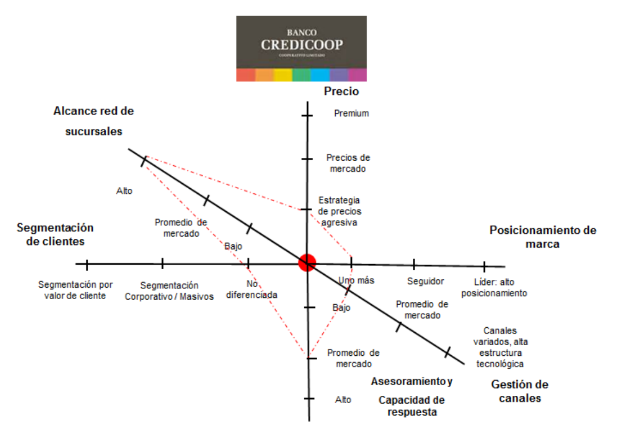 BANCO
CREDICOOP
COOPERATIVO LIMITADO
Precio
Premium
Alcance red de
sucursales
Precios de
mercado
Alto
Estrategia
de precios
agresiva
Promedio de
mercado
Segmentación
de clientes
Bajo
Posicionamiento de
marca
Segmentación por
valor de cliente
Segmentación
Corporativo / Masivos
No
diferenciada
Uno más
Seguidor
Líder: alto
posicionamiento
Bajo
Promedio de
mercado
Canales
variados, alta
estructura
tecnológica
Promedio de
mercado
Asesoramiento y
Capacidad de
respuesta
Gestión de
canales
Alto